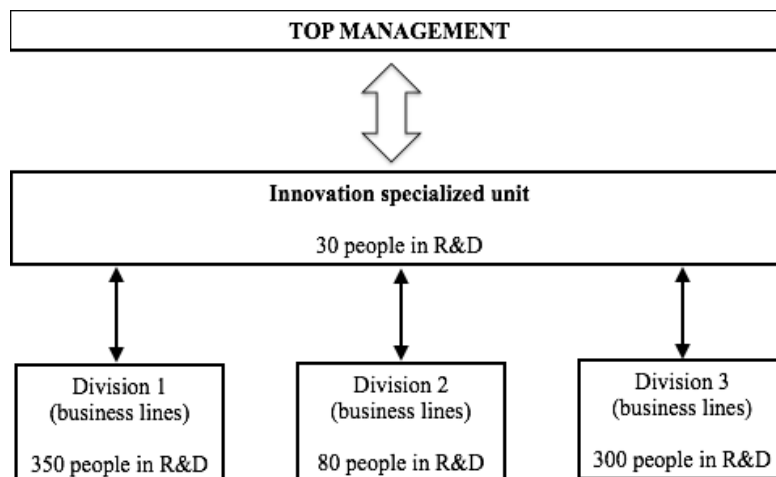 TOP MANAGEMENT
Innovation specialized unit
30 people in R&D
Division 1
(business lines)
350 people in R&D
Division 2
(business lines)
80 people in R&D
Division 3
(business lines)
300 people in R&D